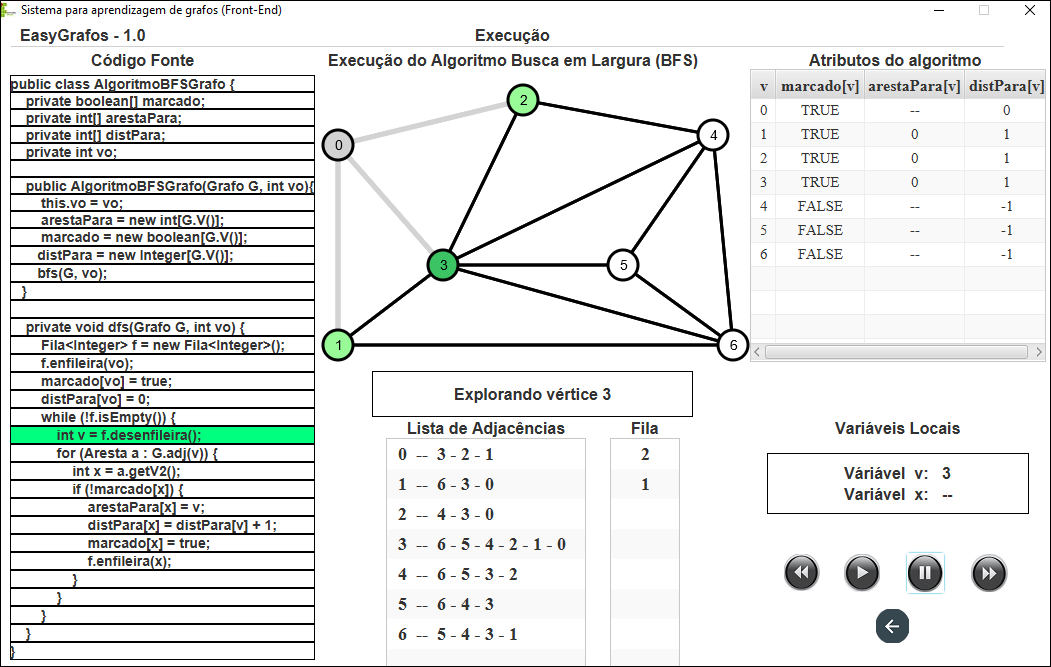 Sistema para aprendizagem de grafos (Front-End)
EasyGrafos - 1.0
Execução
Código Fonte
public class AlgoritmoBFSGrafo {
private boolean[] marcado;
private int[] arestaPara;
private int[] distPara;
private int vo;
public AlgoritmoBFSGrafo(Grafo G, int vo){
this.vo = vo;
arestaPara = new int[G.V()];
marcado = new boolean[G.V()];
distPara = new Integer[G.V()];
bfs(G, vo);
}
private void dfs(Grafo G, int vo) {
Fila<Integer> f = new Fila<Integer>();
f.enfileira(vo);
marcado[vo] = true;
distPara[vo] = 0;
while (!f.isEmpty()) {
int v = f.desenfileira();
for (Aresta a : G.adj(v)) {
int x = a.getV2();
if (!marcado[x]) {
arestaPara[x] = v;
distPara[x] = distPara[v] + 1;
marcado[x] = true;
f.enfileira(x);
}
}
}
}
}
Execução do Algoritmo Busca em Largura (BFS)
2
4
0
3
5
1
6
Explorando vértice 3
Lista de Adjacências
0 -- 3 - 2 - 1
1 -- 6 - 3 - 0
2 -- 4 - 3 - 0
3 -- 6 - 5 - 4 - 2 - 1 - 0
4 -- 6 - 5 - 3 - 2
5 -- 6 - 4 - 3
6 -- 5 - 4 - 3 - 1
Fila
2
1
Atributos do algoritmo
v marcado[v] arestaPara[v] distPara[v]
0 TRUE -- 0
1 TRUE 0 1
2 TRUE 0 1
3 TRUE 0 1
4 FALSE -- -1
5 FALSE -- -1
6 FALSE -- -1
Variáveis Locais
Váriável v: 3
Váriável x: --